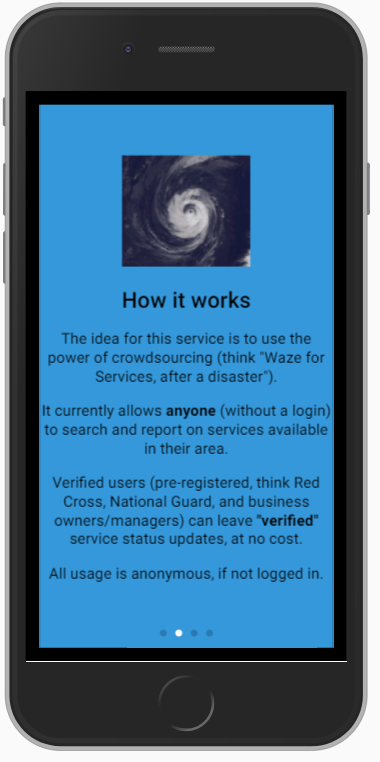 How it works
The idea for this service is to use the
power of crowdsourcing (think "Waze for
Services, after a disaster").
It currently allows anyone (without a login)
to search and report on services available
in their area.
Verified users (pre-registered, think Red
Cross, National Guard, and business
owners/managers) can leave "verified"
service status updates, at no cost.
All usage is anonymous, if not logged in.